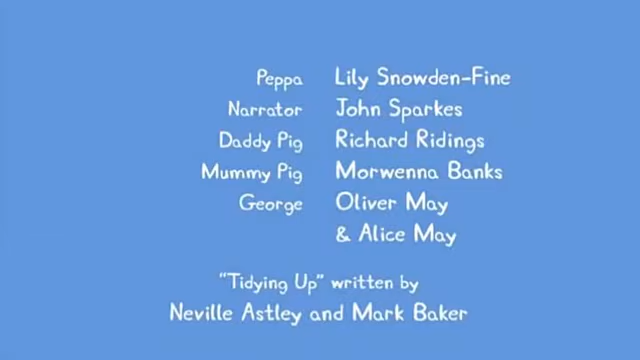 Peppa Lily Snowden-Fine
Narrator John Sparkes
Daddy Pig Richard Ridings
Mummy Pig Morwenna Banks
George Oliver May
& Alice May
"Tidying Up" written by
Neville Astley and Mark Baker